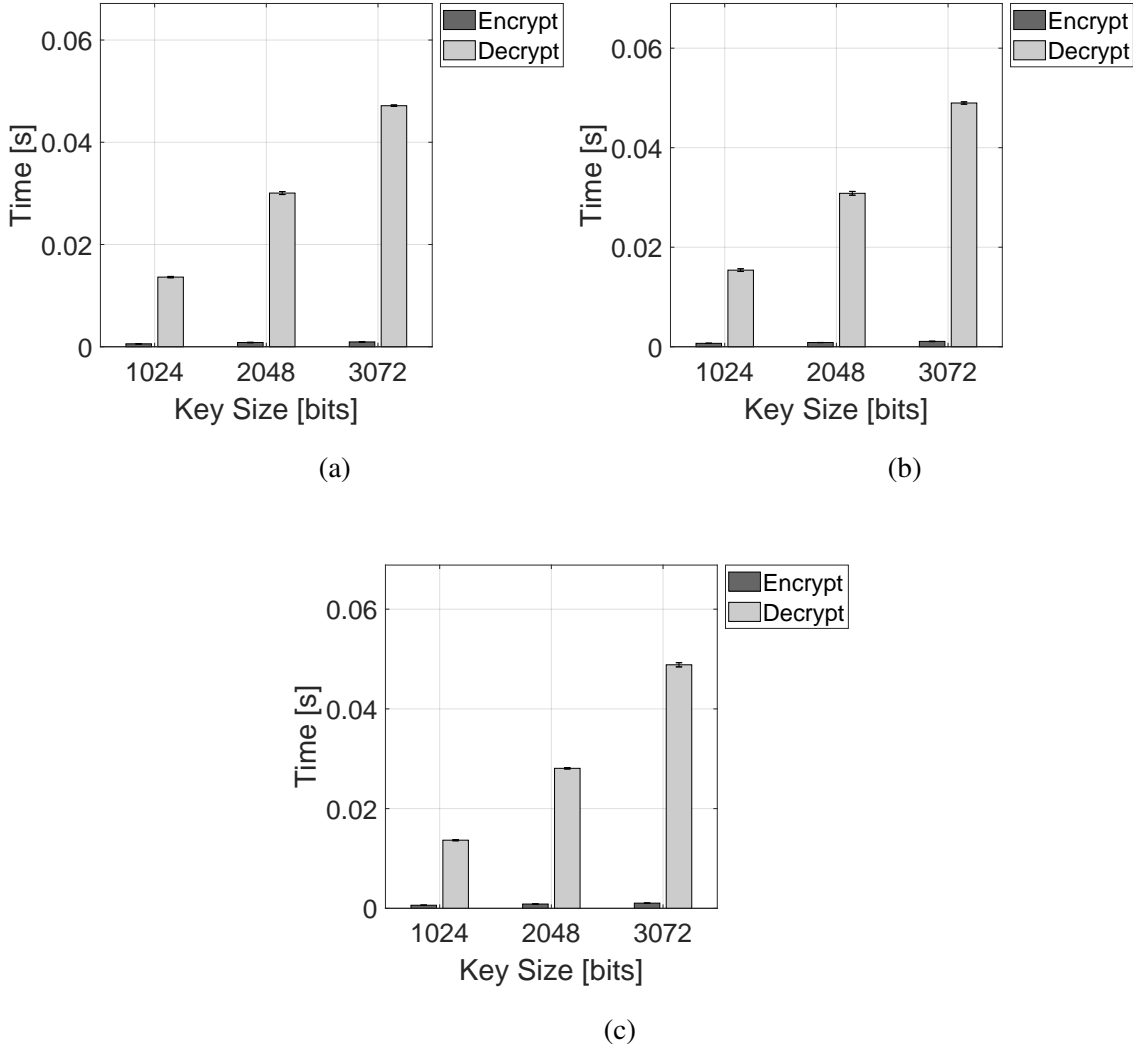 Encrypt
Decrypt
0.06
0.04
0.02
0
Time [s]
1024 2048 3072
Key Size [bits]
(a)
Encrypt
Decrypt
0.06
0.04
0.02
0
Time [s]
1024 2048 3072
Key Size [bits]
(b)
Encrypt
Decrypt
0.06
0.04
0.02
0
Time [s]
1024 2048 3072
Key Size [bits]
(c)